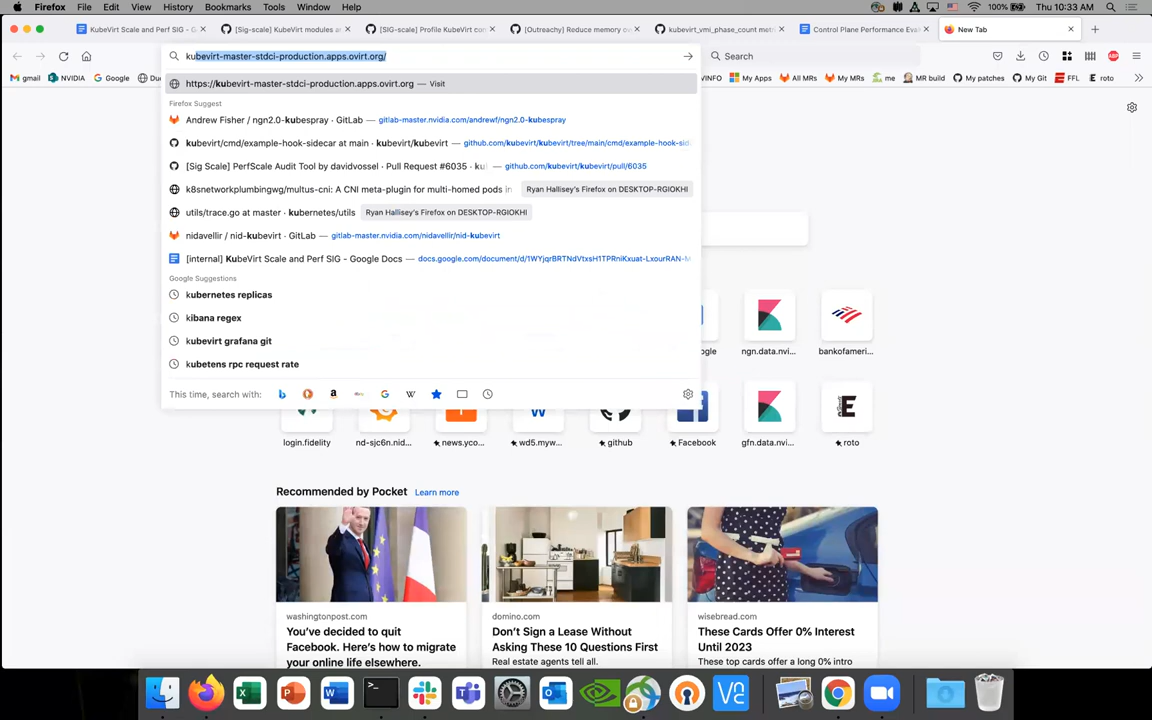 Firefox File Edit View History Bookmarks Tools Window Help
100% Thu 10:33 AM
KubeVirt Scale and Perf SIG - G
[Sig-scale] KubeVirt modules a
[SIG-scale] Profile KubeVirt con
[Outreachy] Reduce memory o
kubevirt_vmi_phase_count met
Control Plane Performance Eval
New Tab
kubevirt-master-stdci-production.apps.ovirt.org/
Search
gmail NVIDIA Google Duc
VINFO My Apps All MRs My MRs me MR build My patches My Git FFL roto
https://kubevirt-master-stdci-production.apps.ovirt.org — Visit
Firefox Suggest
Andrew Fisher / ngn2.0-kubespray · GitLab — gitlab-master.nvidia.com/andrewf/ngn2.0-kubespray
kubevirt/cmd/example-hook-sidecar at main · kubevirt/kubevirt — github.com/kubevirt/kubevirt/tree/main/cmd/example-hook-sid
[Sig Scale] PerfScale Audit Tool by davidvossel · Pull Request #6035 · ku — github.com/kubevirt/kubevirt/pull/6035
k8snetworkplumbingwg/multus-cni: A CNI meta-plugin for multi-homed pods in Ryan Hallisey's Firefox on DESKTOP-RGIOKHI
utils/trace.go at master · kubernetes/utils Ryan Hallisey's Firefox on DESKTOP-RGIOKHI
nidavellir / nid-kubevirt · GitLab — gitlab-master.nvidia.com/nidavellir/nid-kubevirt
[internal] KubeVirt Scale and Perf SIG - Google Docs — docs.google.com/document/d/1WYjqrBRTNdVtxsH1TPRniKxuat-LxourRAN-M
Google Suggestions
kubernetes replicas
kibana regex
kubevirt grafana git
kubetens rpc request rate
This time, search with:
ogle ngn.data.nvi... bankofameri...
login.fidelity nd-sjc6n.nid... news.yco... wd5.myw... github Facebook gfn.data.nvi... roto
Recommended by Pocket Learn more
washingtonpost.com
You've decided to quit
Facebook. Here's how to migrate
your online life elsewhere.
domino.com
Don't Sign a Lease Without
Asking These 10 Questions First
Real estate agents tell all.
wisebread.com
These Cards Offer 0% Interest
Until 2023
These top cards offer a long 0% intro